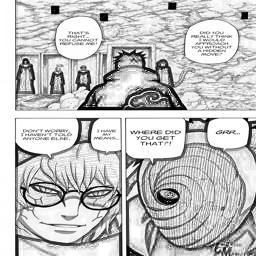 DID YOU
REALLY THINK
I WOULD
APPROACH
YOU WITHOUT
A HIDDEN
MOVE?
THAT'S
RIGHT...
YOU CANNOT
REFUSE ME!
GRR...
WHERE DID
YOU GET
THAT?!
I HAVE
MY
MEANS...
DON'T WORRY,
I HAVEN'T TOLD
ANYONE ELSE...